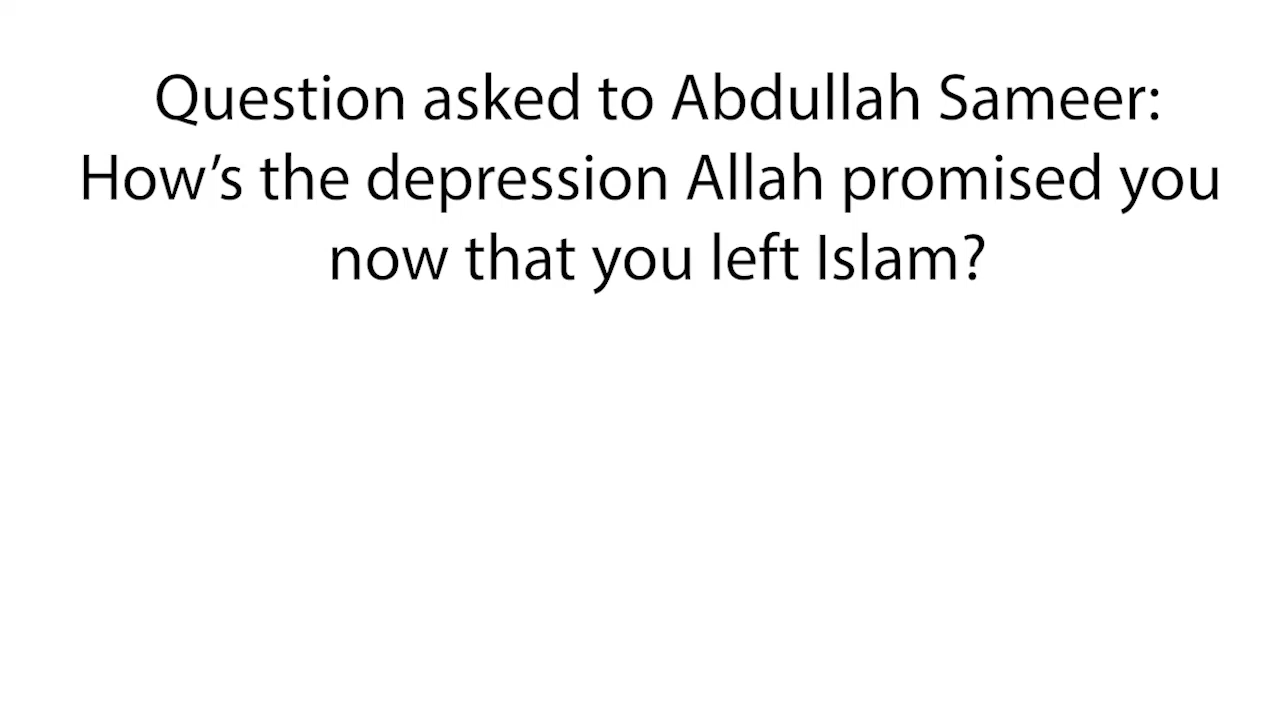 Question asked to Abdullah Sameer:
How’s the depression Allah promised you
now that you left Islam?